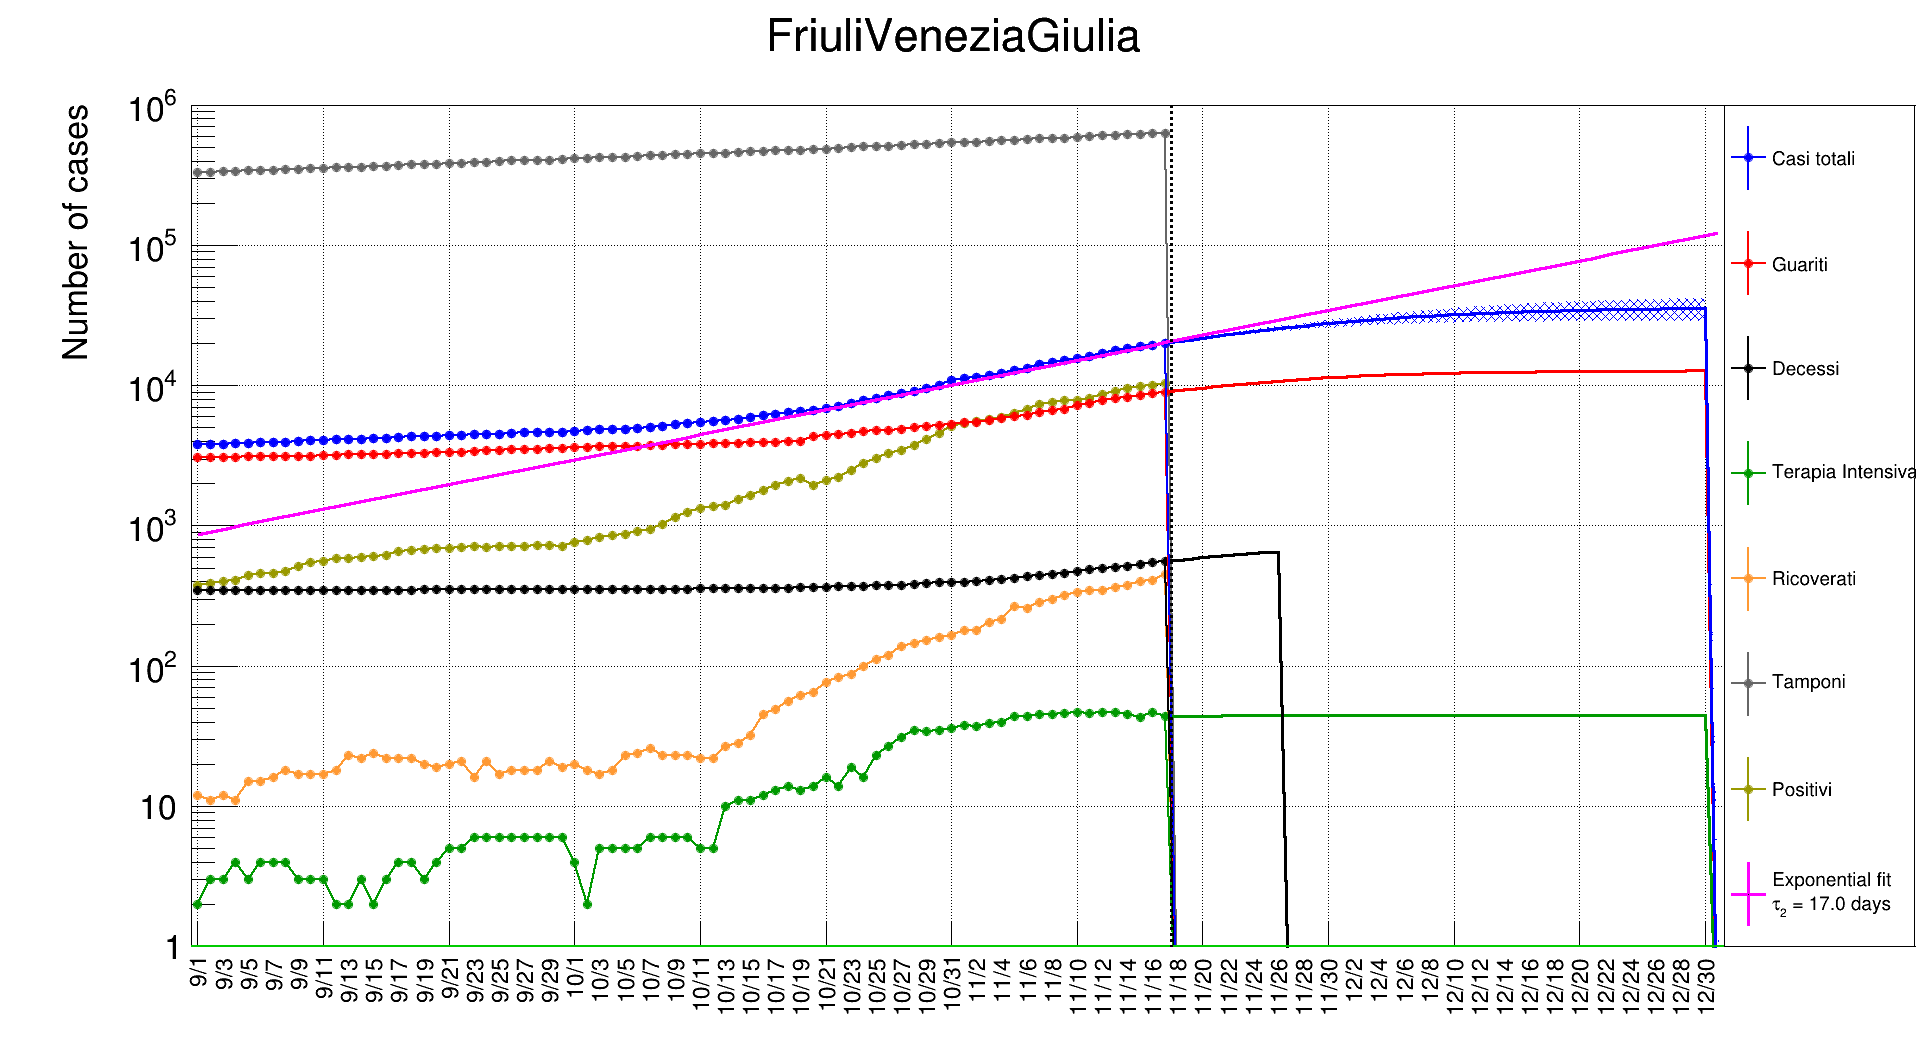 FriuliVeneziaGiulia
Number of cases
10^6
10^5
10^4
10^3
10^2
10
1
9/1 9/3 9/5 9/7 9/9 9/11 9/13 9/15 9/17 9/19 9/21 9/23 9/25 9/27 9/29 10/1 10/3 10/5 10/7 10/9 10/11 10/13 10/15 10/17 10/19 10/21 10/23 10/25 10/27 10/29 10/31 11/2 11/4 11/6 11/8 11/10 11/12 11/14 11/16 11/18 11/20 11/22 11/24 11/26 11/28 11/30 12/2 12/4 12/6 12/8 12/10 12/12 12/14 12/16 12/18 12/20 12/22 12/24 12/26 12/28 12/30
Casi totali
Guariti
Decessi
Terapia Intensiva
Ricoverati
Tamponi
Positivi
Exponential fit
τ_2 = 17.0 days